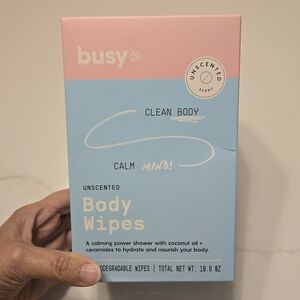 busy co.
UNSCENTED
SCENT
CLEAN BODY
CALM MIND!
UNSCENTED
Body
Wipes
A calming power shower with coconut oil +
ceramides to hydrate and nourish your body.
BIODEGRADABLE WIPES | TOTAL NET WT. 10.9 OZ